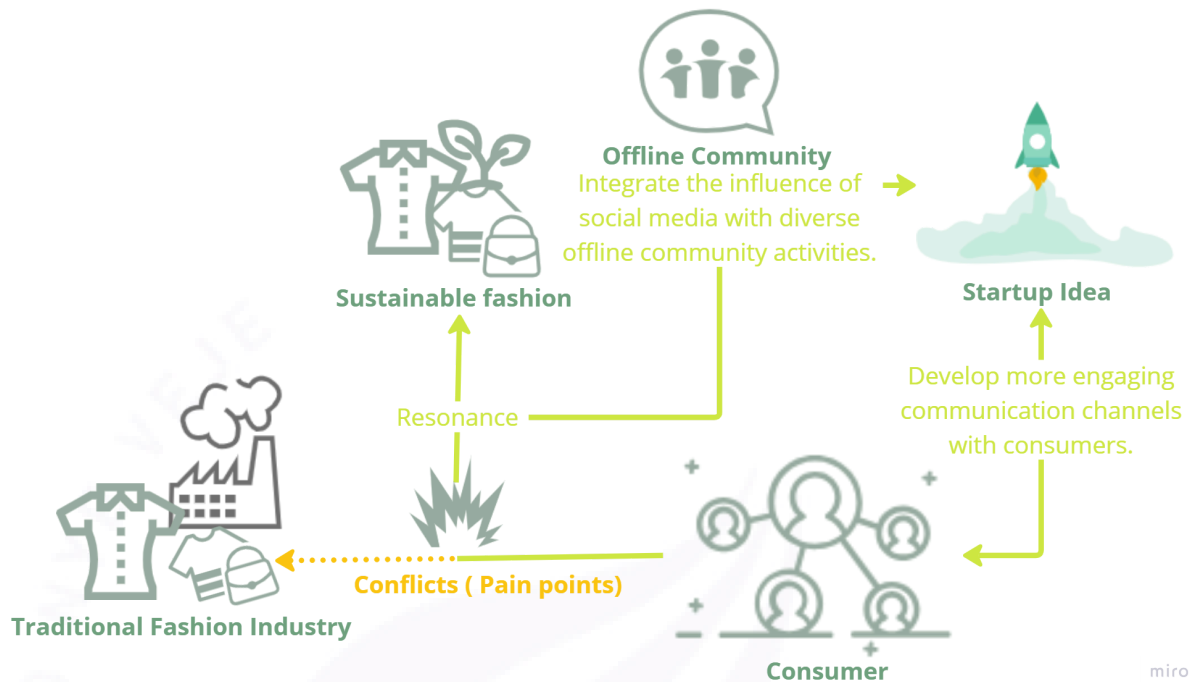 Offline Community
Integrate the influence of
social media with diverse
offline community activities.
Sustainable fashion
Startup Idea
Resonance
Develop more engaging
communication channels
with consumers.
Conflicts ( Pain points)
Traditional Fashion Industry
Consumer
miro